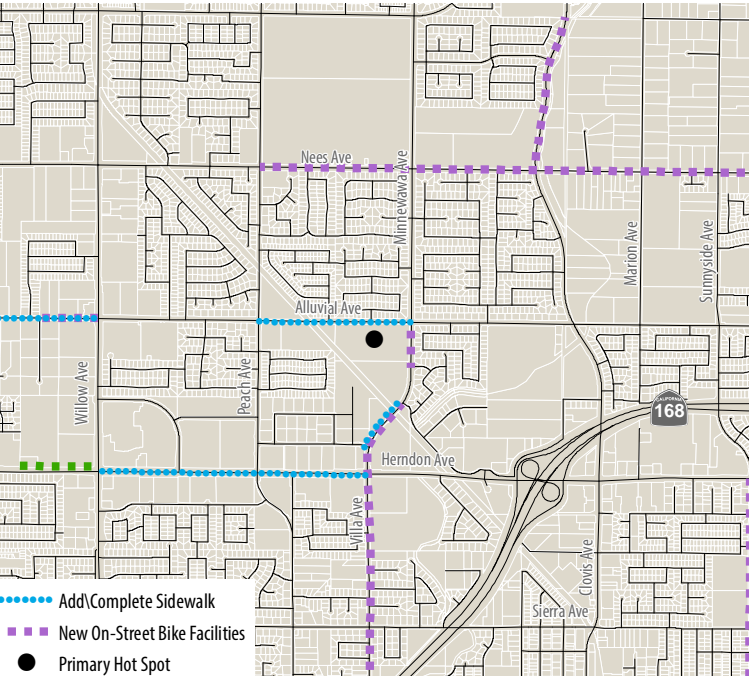 Nees Ave
Minnewawa Ave
Marion Ave
Sunnyside Ave
Alluvial Ave
Willow Ave
Peach Ave
CALIFORNIA
168
Herndon Ave
Villa Ave
Clovis Ave
Sierra Ave
Add\Complete Sidewalk
New On-Street Bike Facilities
Primary Hot Spot